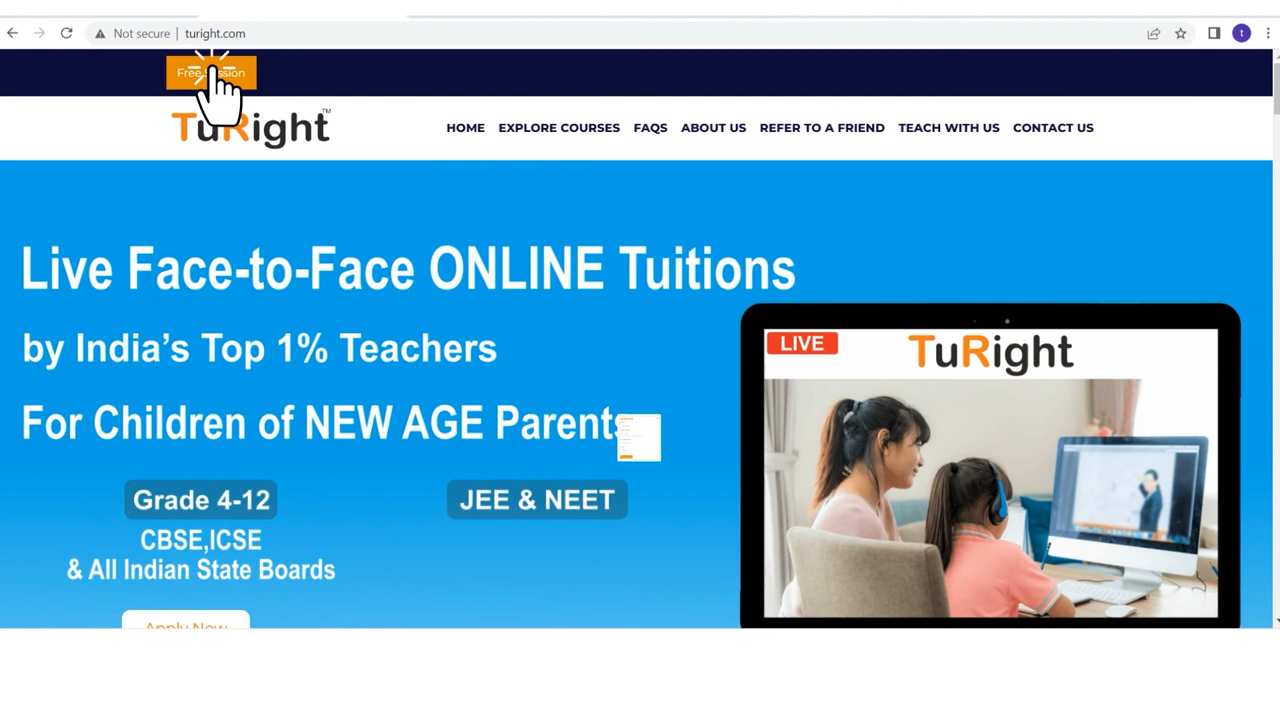 Not secure | turight.com
t
Free Session
TuRight™
HOME EXPLORE COURSES FAQS ABOUT US REFER TO A FRIEND TEACH WITH US CONTACT US
Live Face-to-Face ONLINE Tuitions
by India's Top 1% Teachers
For Children of NEW AGE Parents
LIVE
TuRight
Grade 4-12
JEE & NEET
CBSE,ICSE
& All Indian State Boards
Apply Now